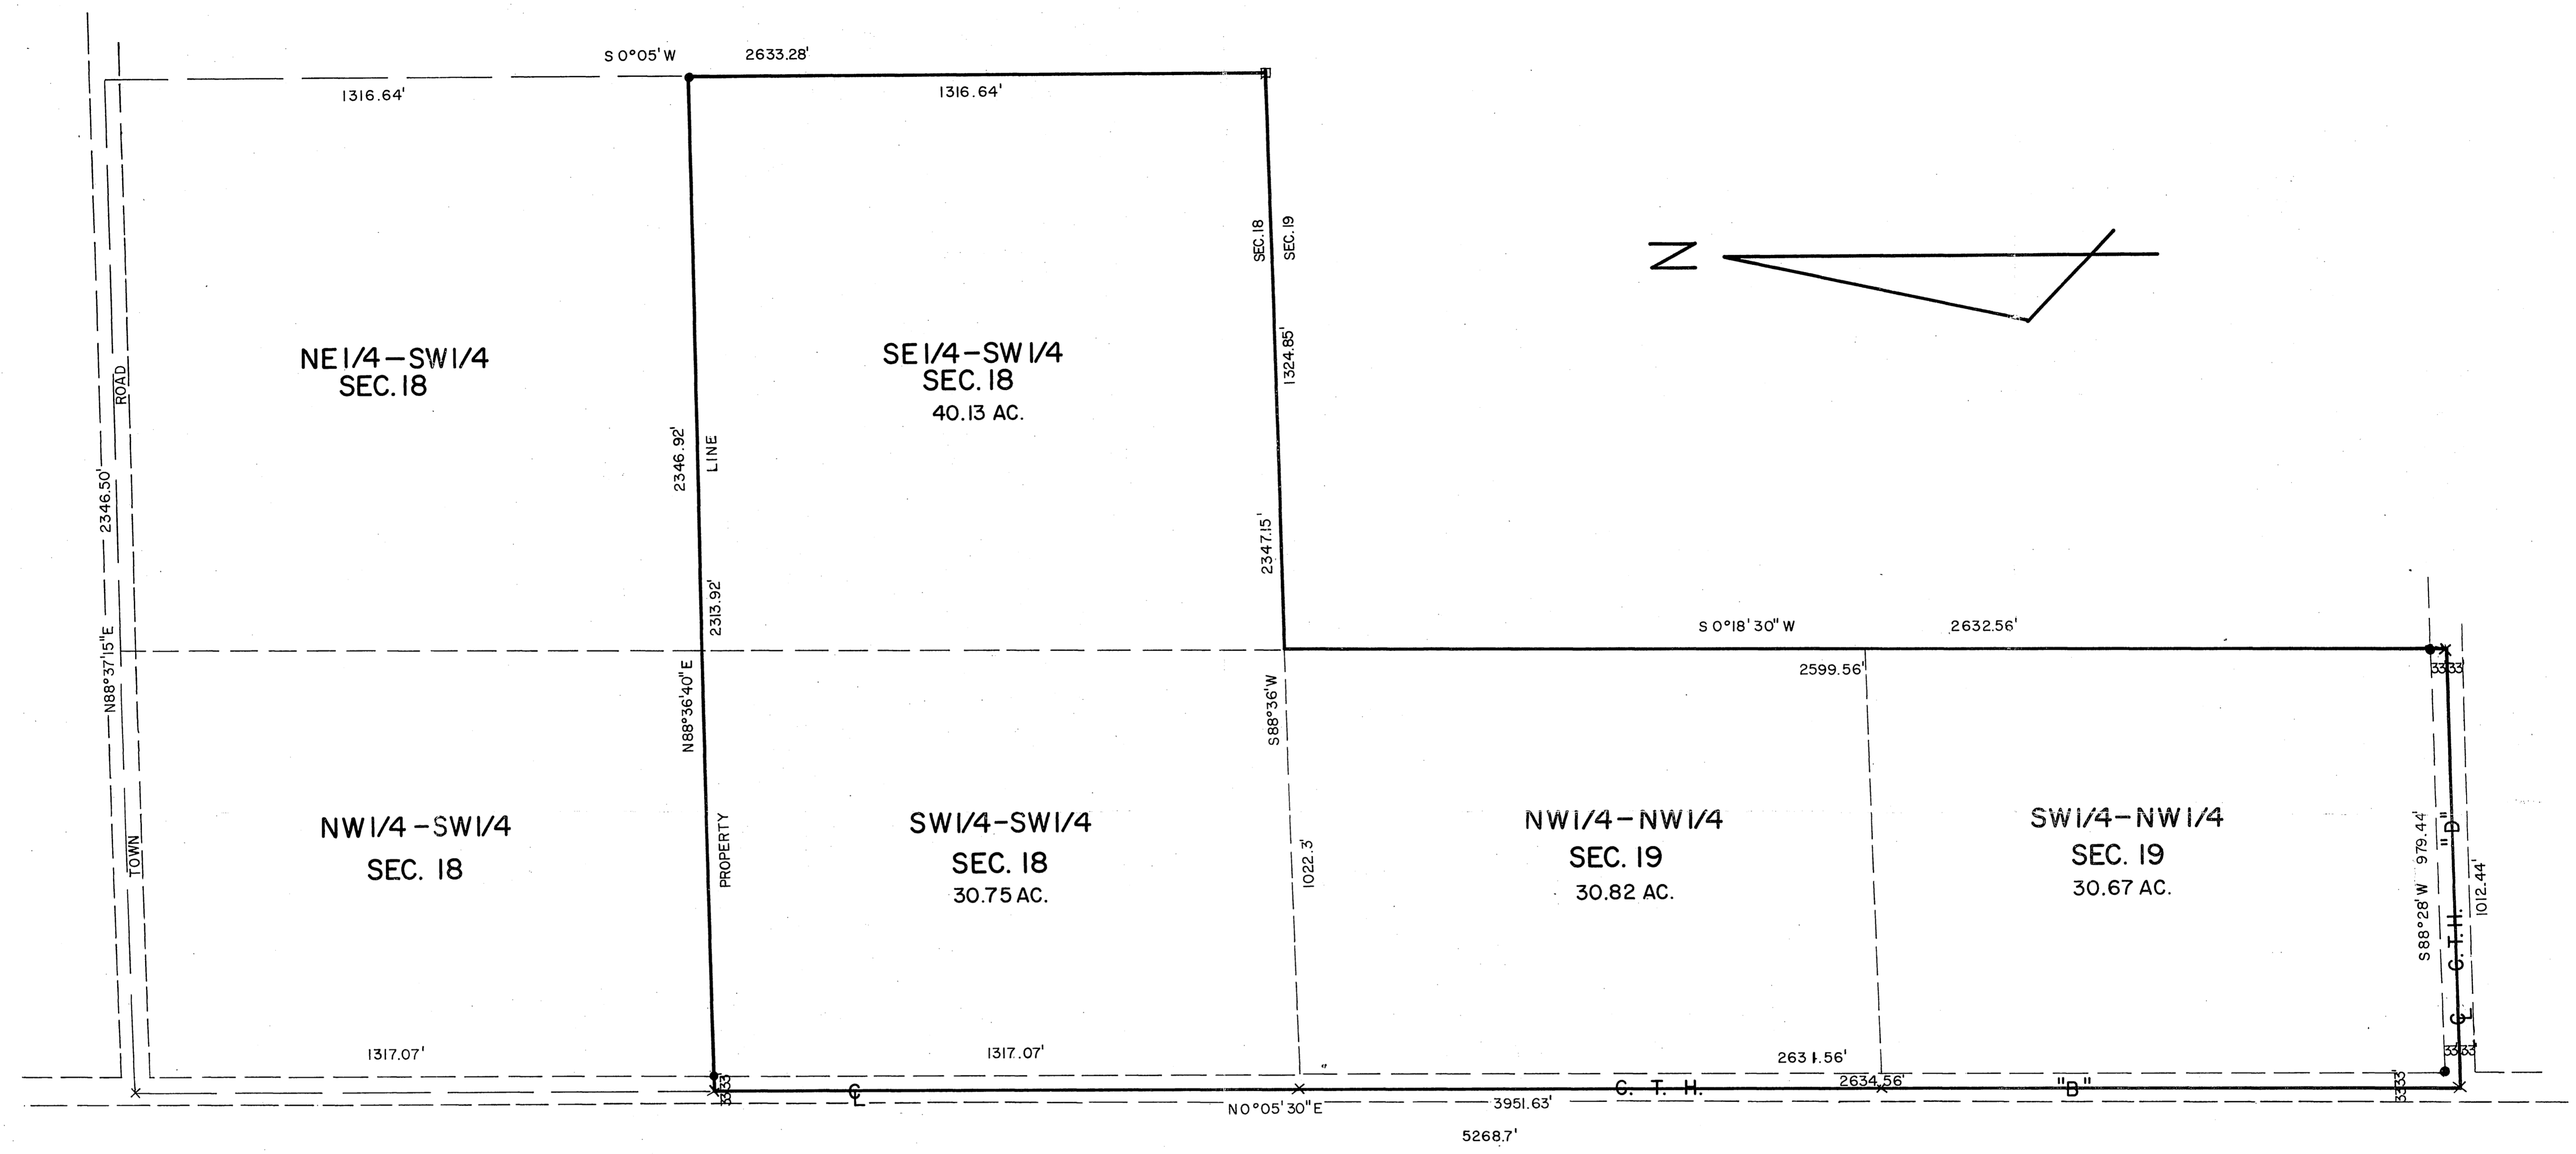 S 0°05' W 2633.28'
1316.64'
1316.64'
SEC. 18
SEC. 19
N
NE 1/4 – SW 1/4
SEC. 18
SE 1/4 – SW 1/4
SEC. 18
40.13 AC.
1324.85'
ROAD
2346.92'
LINE
2346.50'
2347.15'
2313.92'
N88°37'15"E
S 0°18'30" W 2632.56'
2599.56'
33' 33'
N88°36'40"E
S88°36'W
NW 1/4 – SW 1/4
SEC. 18
TOWN
PROPERTY
SW 1/4 – SW 1/4
SEC. 18
30.75 AC.
1022.3'
NW 1/4 – NW 1/4
SEC. 19
30.82 AC.
SW 1/4 – NW 1/4
SEC. 19
30.67 AC.
S 88°28' W 979.44'
℄ C. T. H. "D"
1012.44'
33' 33'
1317.07'
1317.07'
2631.56'
33' 33'
℄
C. T. H.
2634.56'
"B"
33' 33'
N 0°05'30" E
3951.63'
5268.7'